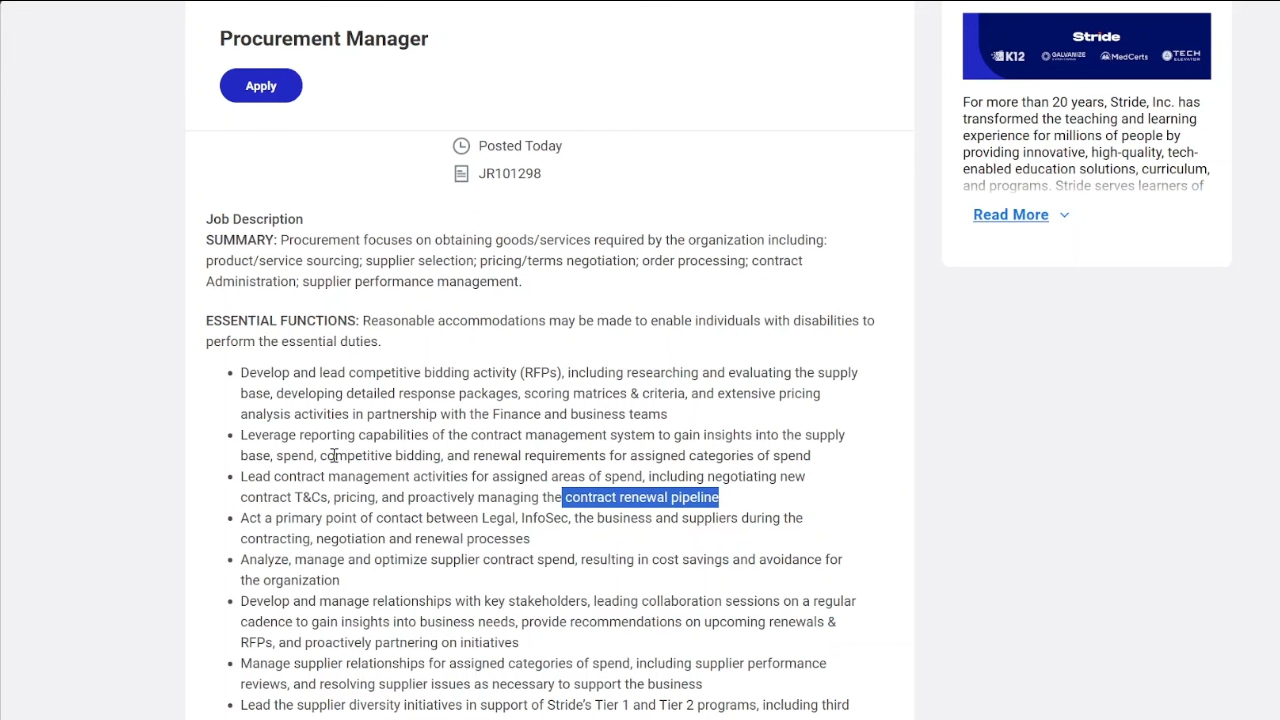 Procurement Manager
Apply
Posted Today
JR101298
Job Description
SUMMARY: Procurement focuses on obtaining goods/services required by the organization including:
product/service sourcing; supplier selection; pricing/terms negotiation; order processing; contract
Administration; supplier performance management.
ESSENTIAL FUNCTIONS: Reasonable accommodations may be made to enable individuals with disabilities to
perform the essential duties.
• Develop and lead competitive bidding activity (RFPs), including researching and evaluating the supply
base, developing detailed response packages, scoring matrices & criteria, and extensive pricing
analysis activities in partnership with the Finance and business teams
• Leverage reporting capabilities of the contract management system to gain insights into the supply
base, spend, competitive bidding, and renewal requirements for assigned categories of spend
• Lead contract management activities for assigned areas of spend, including negotiating new
contract T&Cs, pricing, and proactively managing the contract renewal pipeline
• Act a primary point of contact between Legal, InfoSec, the business and suppliers during the
contracting, negotiation and renewal processes
• Analyze, manage and optimize supplier contract spend, resulting in cost savings and avoidance for
the organization
• Develop and manage relationships with key stakeholders, leading collaboration sessions on a regular
cadence to gain insights into business needs, provide recommendations on upcoming renewals &
RFPs, and proactively partnering on initiatives
• Manage supplier relationships for assigned categories of spend, including supplier performance
reviews, and resolving supplier issues as necessary to support the business
• Lead the supplier diversity initiatives in support of Stride's Tier 1 and Tier 2 programs, including third
Stride
K12 GALVANIZE MedCerts TECH ELEVATOR
For more than 20 years, Stride, Inc. has
transformed the teaching and learning
experience for millions of people by
providing innovative, high-quality, tech-
enabled education solutions, curriculum,
and programs. Stride serves learners of
Read More